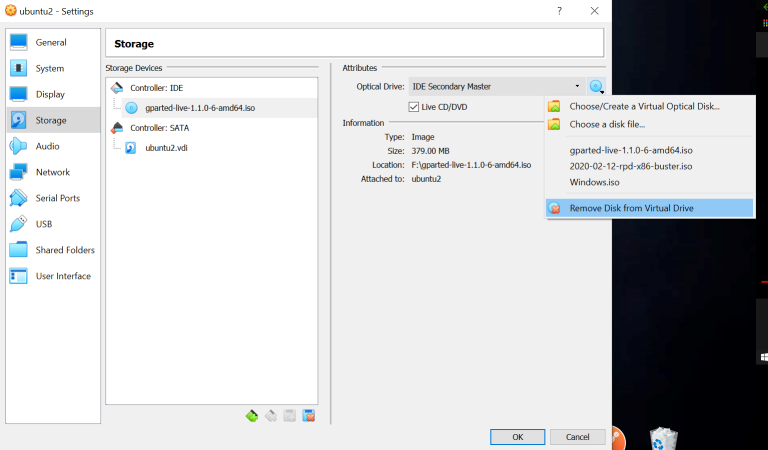 ubuntu2 - Settings
?
General
System
Display
Storage
Audio
Network
Serial Ports
USB
Shared Folders
User Interface
Storage
Storage Devices
Controller: IDE
gparted-live-1.1.0-6-amd64.iso
Controller: SATA
ubuntu2.vdi
Attributes
Optical Drive: IDE Secondary Master
Live CD/DVD
Information
Type: Image
Size: 379.00 MB
Location: F:\gparted-live-1.1.0-6-amd64.iso
Attached to: ubuntu2
Choose/Create a Virtual Optical Disk...
Choose a disk file...
gparted-live-1.1.0-6-amd64.iso
2020-02-12-rpd-x86-buster.iso
Windows.iso
Remove Disk from Virtual Drive
OK
Cancel